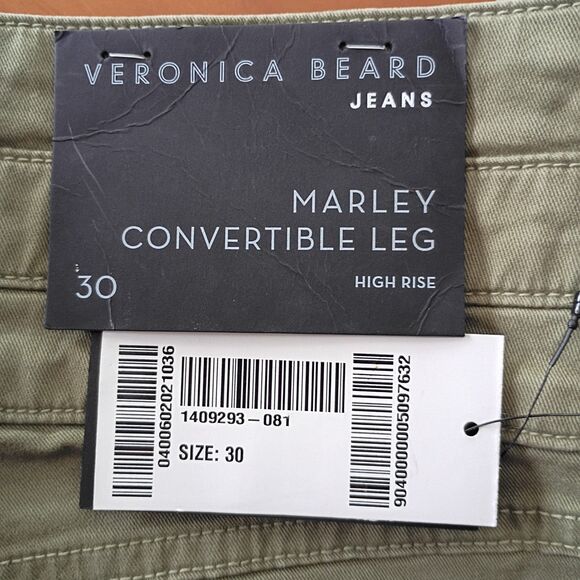 VERONICA BEARD
JEANS
MARLEY
CONVERTIBLE LEG
30
HIGH RISE
0400602021036
1409293-081
SIZE: 30
9040000005097632